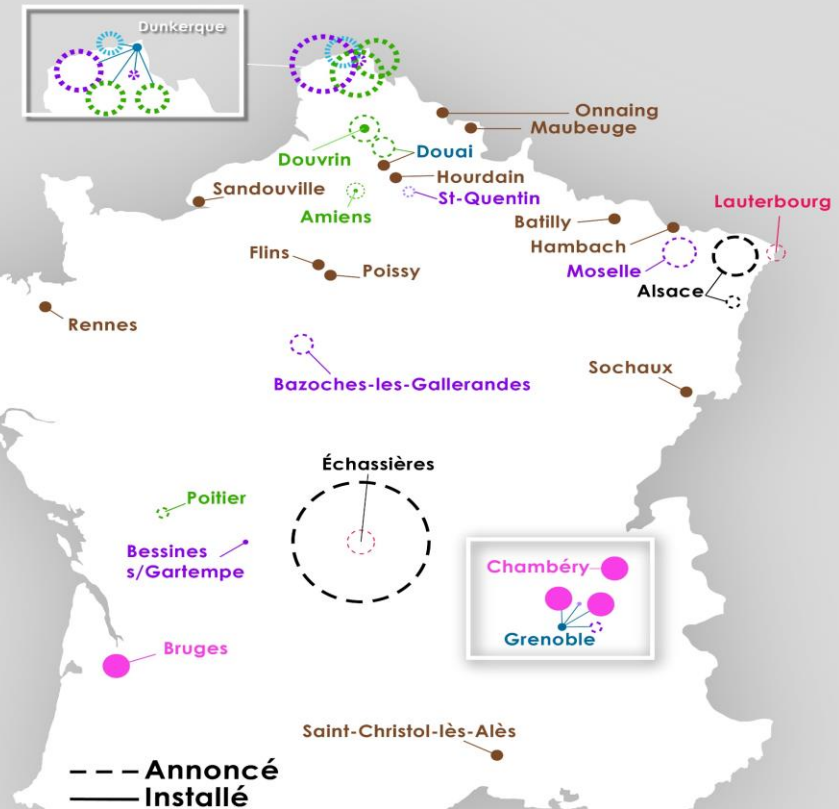 Dunkerque
Onnaing
Maubeuge
Douvrin
Douai
Hourdain
Sandouville
St-Quentin
Amiens
Lauterbourg
Batilly
Hambach
Flins
Poissy
Moselle
Alsace
Rennes
Sochaux
Bazoches-les-Gallerandes
Échassières
Poitier
Bessines
s/Gartempe
Chambéry
Grenoble
Bruges
Saint-Christol-lès-Alès
Annoncé
Installé